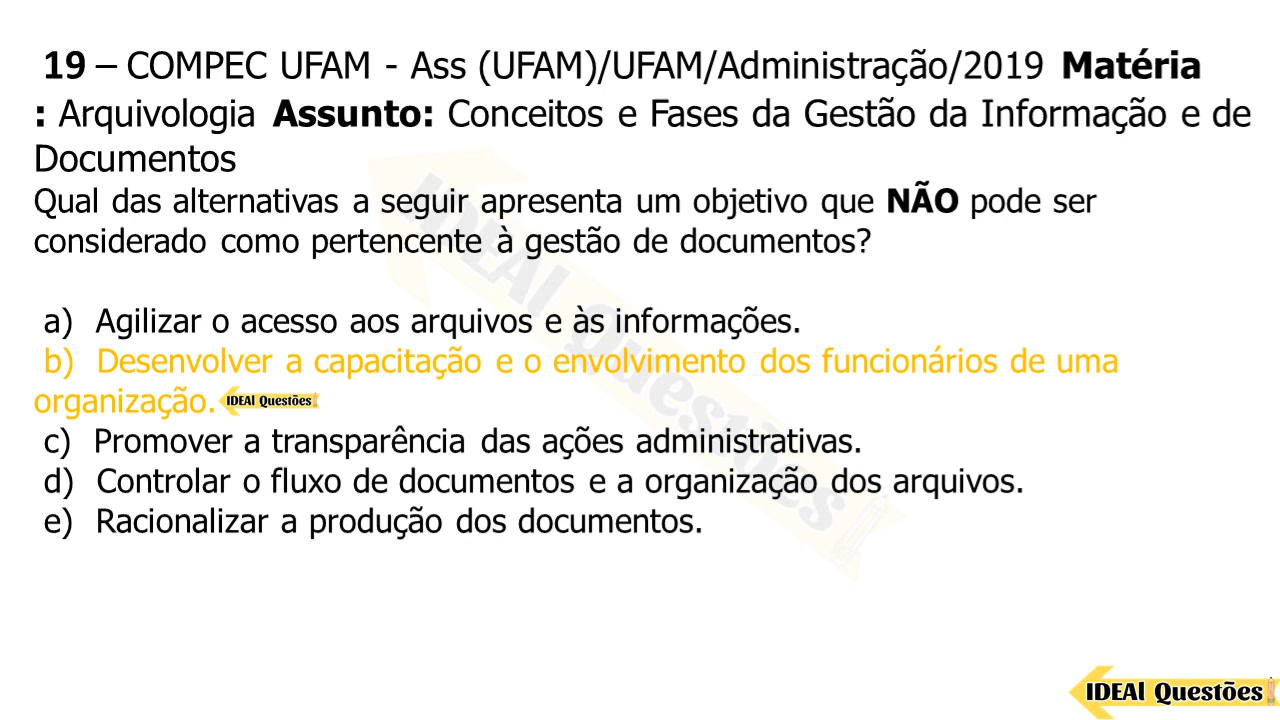 19 – COMPEC UFAM - Ass (UFAM)/UFAM/Administração/2019 Matéria
: Arquivologia Assunto: Conceitos e Fases da Gestão da Informação e de
Documentos
Qual das alternativas a seguir apresenta um objetivo que NÃO pode ser
considerado como pertencente à gestão de documentos?
a) Agilizar o acesso aos arquivos e às informações.
b) Desenvolver a capacitação e o envolvimento dos funcionários de uma
organização. IDEAl Questões
c) Promover a transparência das ações administrativas.
d) Controlar o fluxo de documentos e a organização dos arquivos.
e) Racionalizar a produção dos documentos.
IDEAl Questões
IDEAl Questões